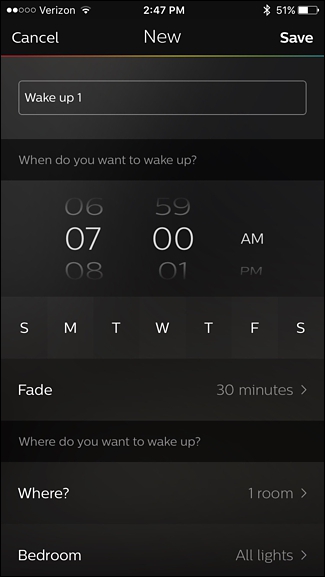 Verizon 2:47 PM 51%
Cancel New Save
Wake up 1
When do you want to wake up?
06 59
07 00 AM
08 01 PM
S M T W T F S
Fade 30 minutes >
Where do you want to wake up?
Where? 1 room >
Bedroom All lights >